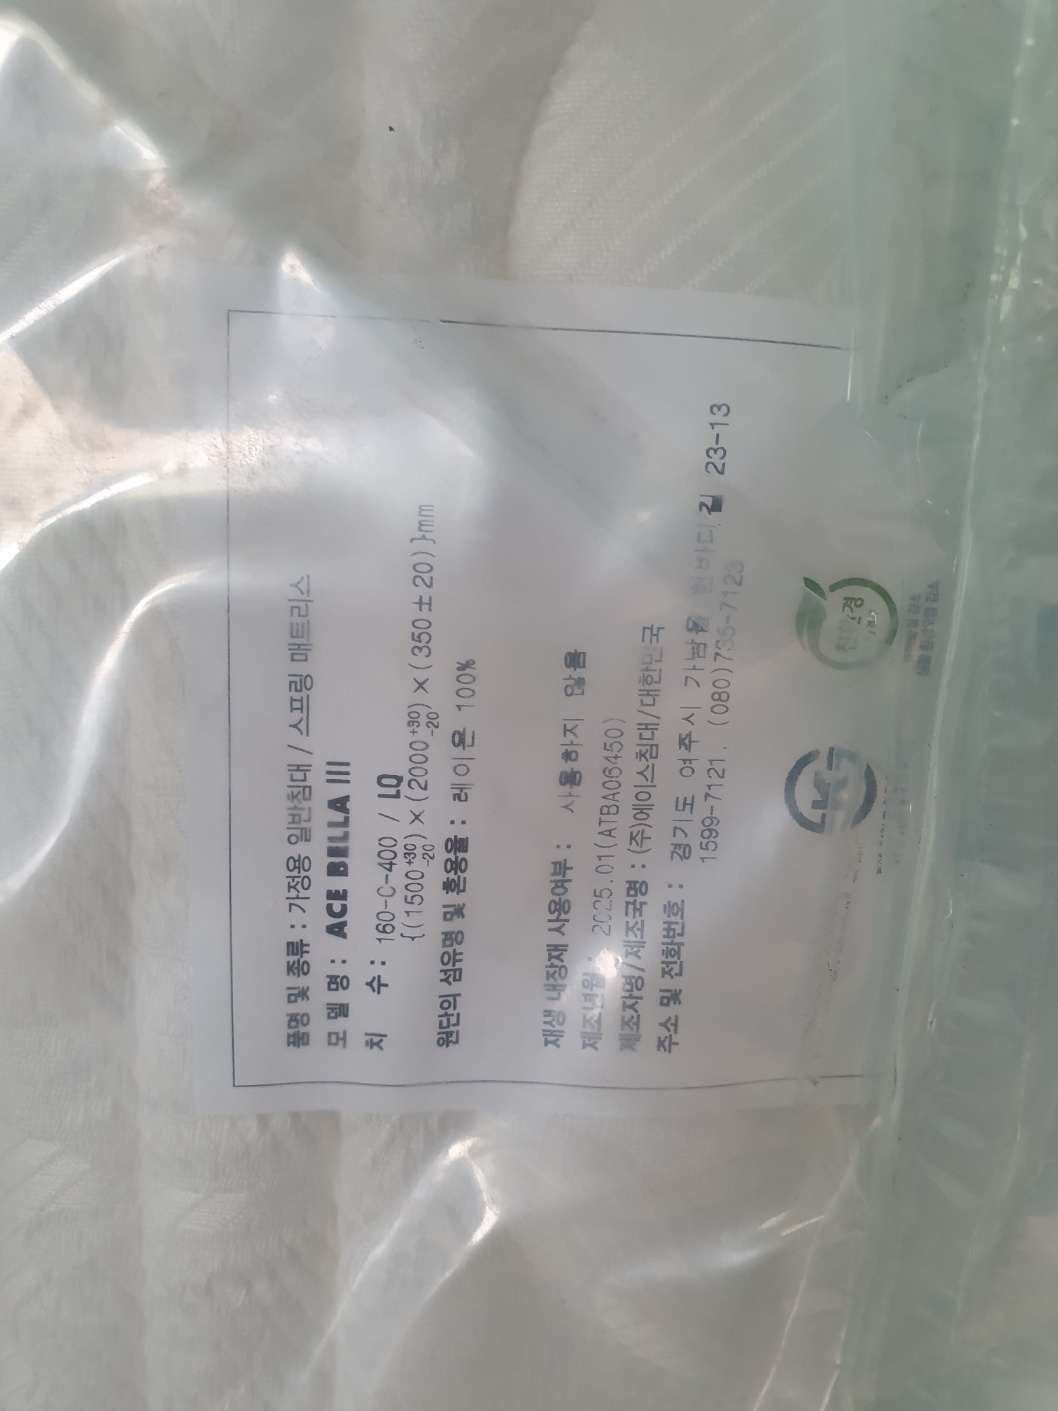 품명 및 종류 : 가정용 일반침대 / 스프링 매트리스
모 델 명 : ACE BELLA III
치 수 : 160-C-400 / LQ
{(1500+30-20)×(2000+30-20)×(350±20)}mm
원단의 섬유명 및 혼용율 : 레이온 100%
재생 내장재 사용여부 : 사용하지 않음
제조년월 : 2025.01(ATBA06450)
제조자명/제조국명 : (주)에이스침대/대한민국
주소 및 전화번호 : 경기도 여주시 가남읍 길 23-13
1599-7121, (080)735-7123
친환경